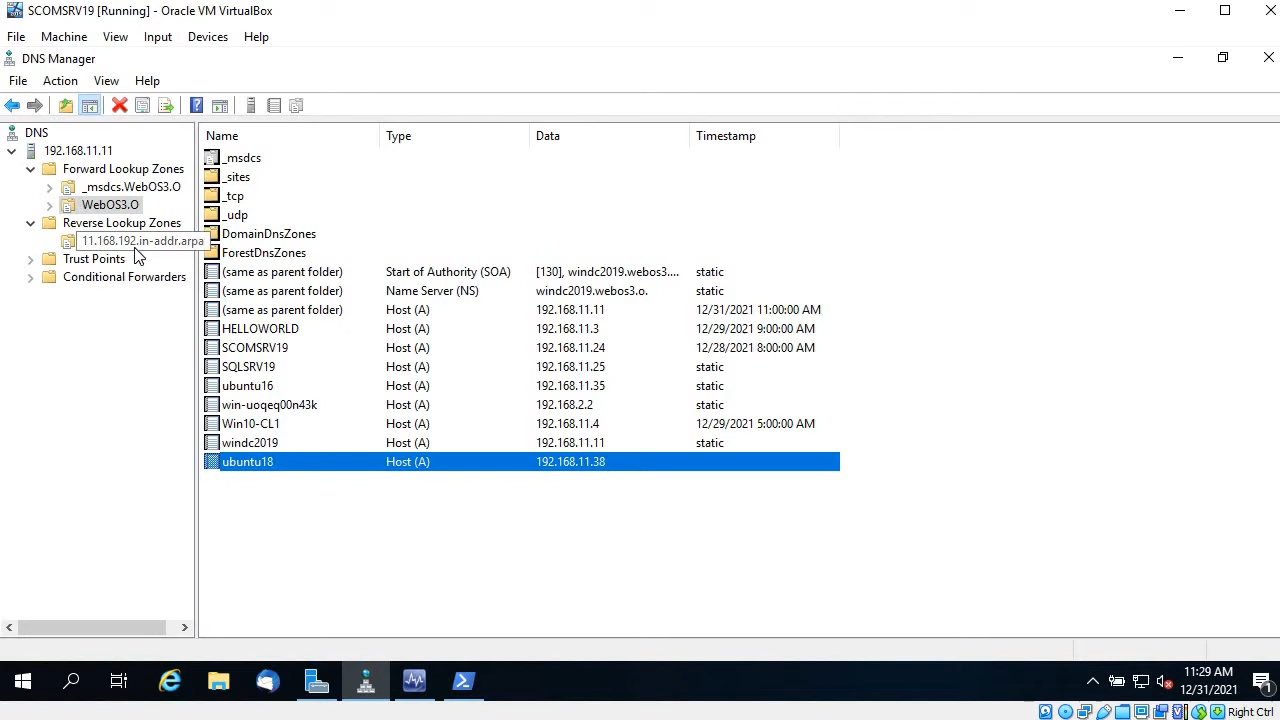 SCOMSRV19 [Running] - Oracle VM VirtualBox
File Machine View Input Devices Help
DNS Manager
File Action View Help
DNS
192.168.11.11
Forward Lookup Zones
_msdcs.WebOS3.O
WebOS3.O
Reverse Lookup Zones
11.168.192.in-addr.arpa
Trust Points
Conditional Forwarders
Name Type Data Timestamp
_msdcs
_sites
_tcp
_udp
DomainDnsZones
ForestDnsZones
(same as parent folder) Start of Authority (SOA) [130], windc2019.webos3.... static
(same as parent folder) Name Server (NS) windc2019.webos3.o. static
(same as parent folder) Host (A) 192.168.11.11 12/31/2021 11:00:00 AM
HELLOWORLD Host (A) 192.168.11.3 12/29/2021 9:00:00 AM
SCOMSRV19 Host (A) 192.168.11.24 12/28/2021 8:00:00 AM
SQLSRV19 Host (A) 192.168.11.25 static
ubuntu16 Host (A) 192.168.11.35 static
win-uoqeq00n43k Host (A) 192.168.2.2 static
Win10-CL1 Host (A) 192.168.11.4 12/29/2021 5:00:00 AM
windc2019 Host (A) 192.168.11.11 static
ubuntu18 Host (A) 192.168.11.38
11:29 AM
12/31/2021
1
Right Ctrl